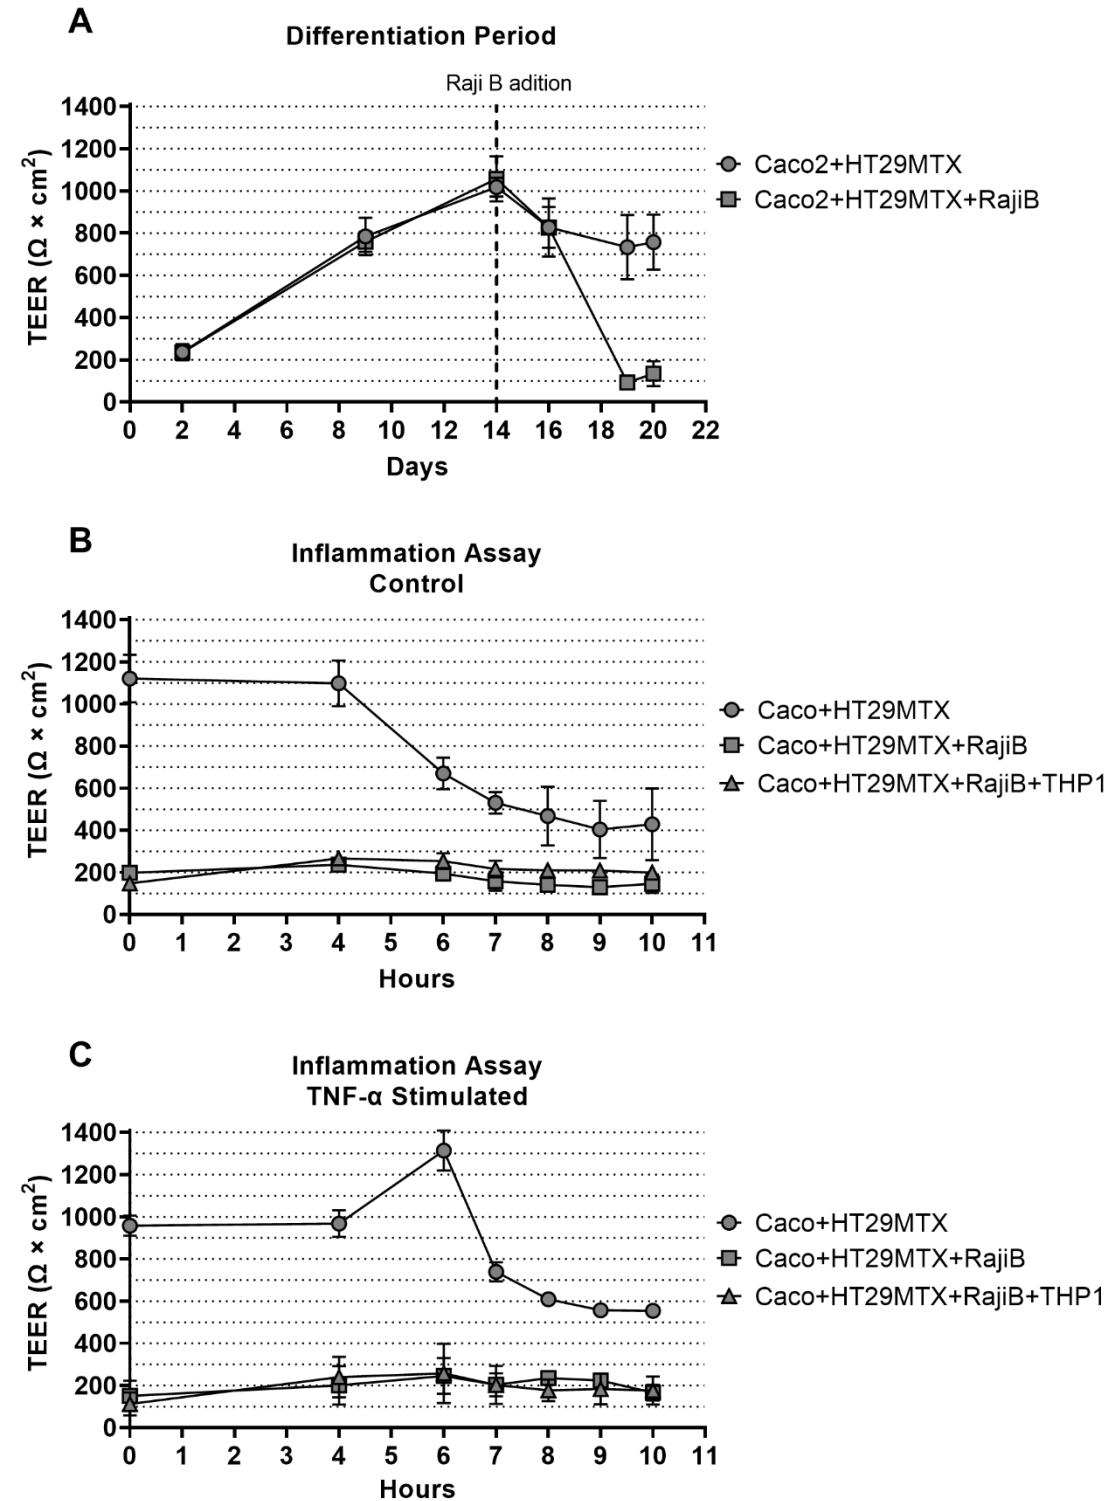 A
Differentiation Period
Raji B adition
1400
1200
1000
800
600
400
200
0
TEER (Ω × cm²)
0 2 4 6 8 10 12 14 16 18 20 22
Days
Caco2+HT29MTX
Caco2+HT29MTX+RajiB
B
Inflammation Assay
Control
1400
1200
1000
800
600
400
200
0
TEER (Ω × cm²)
0 1 2 3 4 5 6 7 8 9 10 11
Hours
Caco+HT29MTX
Caco+HT29MTX+RajiB
Caco+HT29MTX+RajiB+THP1
C
Inflammation Assay
TNF-α Stimulated
1400
1200
1000
800
600
400
200
0
TEER (Ω × cm²)
0 1 2 3 4 5 6 7 8 9 10 11
Hours
Caco+HT29MTX
Caco+HT29MTX+RajiB
Caco+HT29MTX+RajiB+THP1